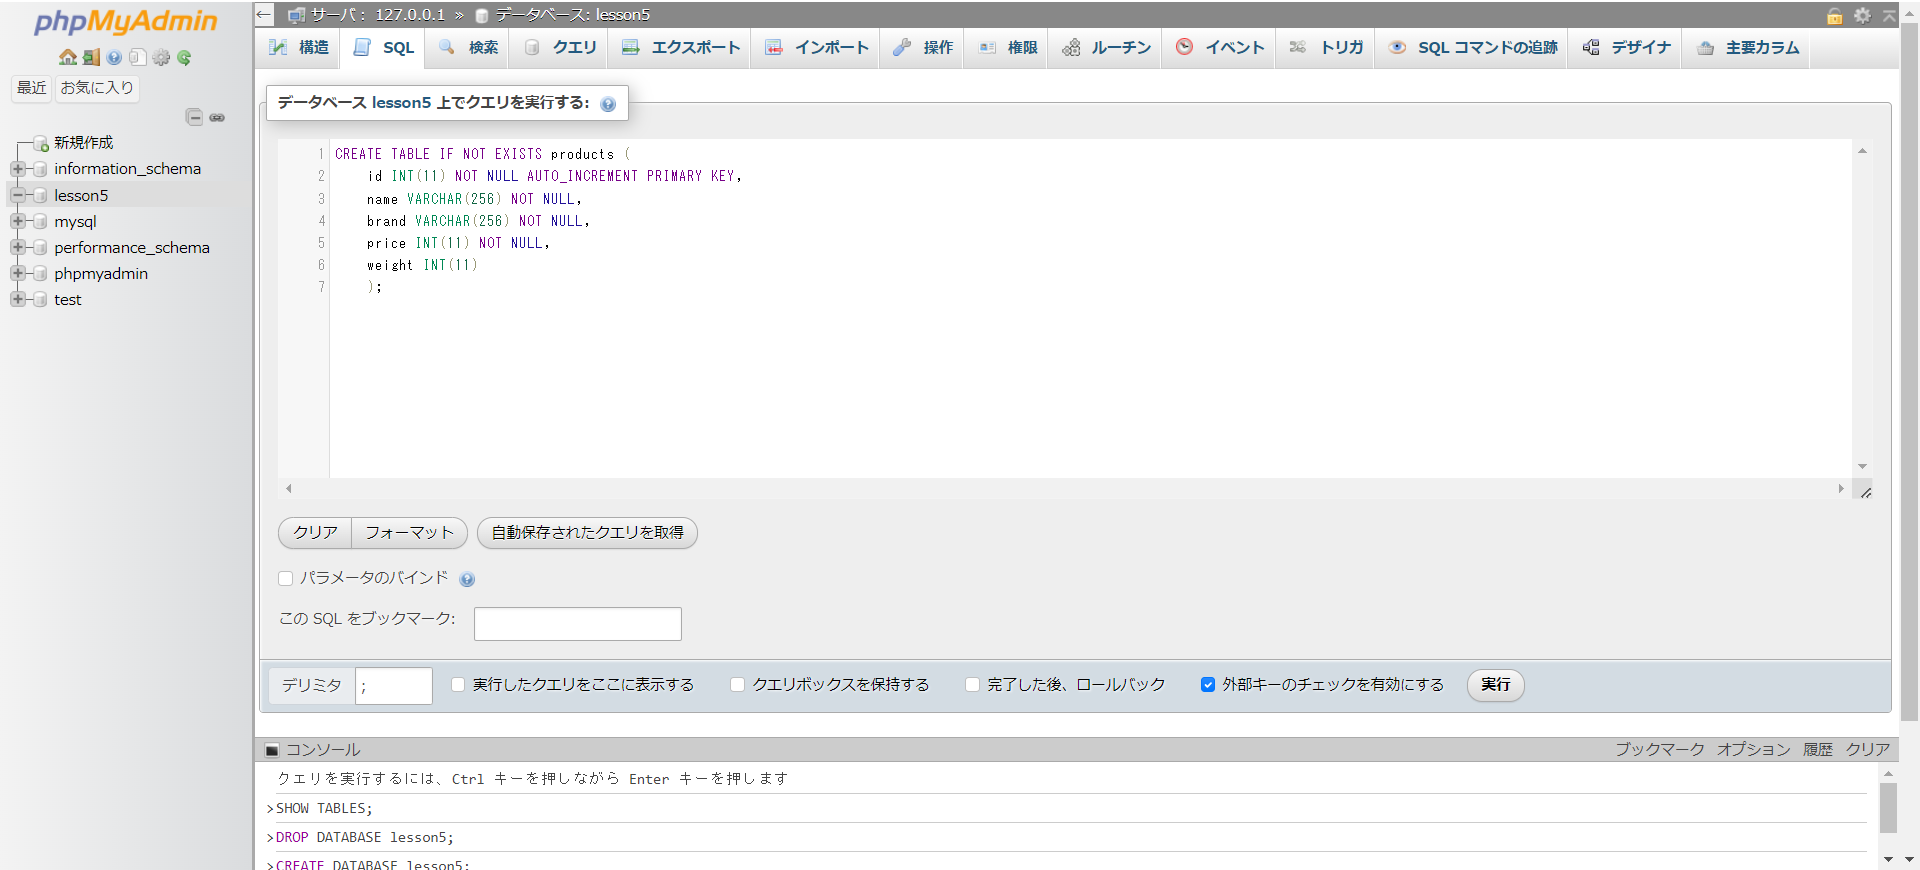 phpMyAdmin
最近 お気に入り
新規作成
information_schema
lesson5
mysql
performance_schema
phpmyadmin
test
サーバ： 127.0.0.1 » データベース: lesson5
構造 SQL 検索 クエリ エクスポート インポート 操作 権限 ルーチン イベント トリガ SQL コマンドの追跡 デザイナ 主要カラム
データベース lesson5 上でクエリを実行する:
1 CREATE TABLE IF NOT EXISTS products (
2 id INT(11) NOT NULL AUTO_INCREMENT PRIMARY KEY,
3 name VARCHAR(256) NOT NULL,
4 brand VARCHAR(256) NOT NULL,
5 price INT(11) NOT NULL,
6 weight INT(11)
7 );
クリア フォーマット 自動保存されたクエリを取得
パラメータのバインド
この SQL をブックマーク:
デリミタ ; 実行したクエリをここに表示する クエリボックスを保持する 完了した後、ロールバック 外部キーのチェックを有効にする 実行
コンソール ブックマーク オプション 履歴 クリア
クエリを実行するには、Ctrl キーを押しながら Enter キーを押します
>SHOW TABLES;
>DROP DATABASE lesson5;
>CREATE DATABASE lesson5;